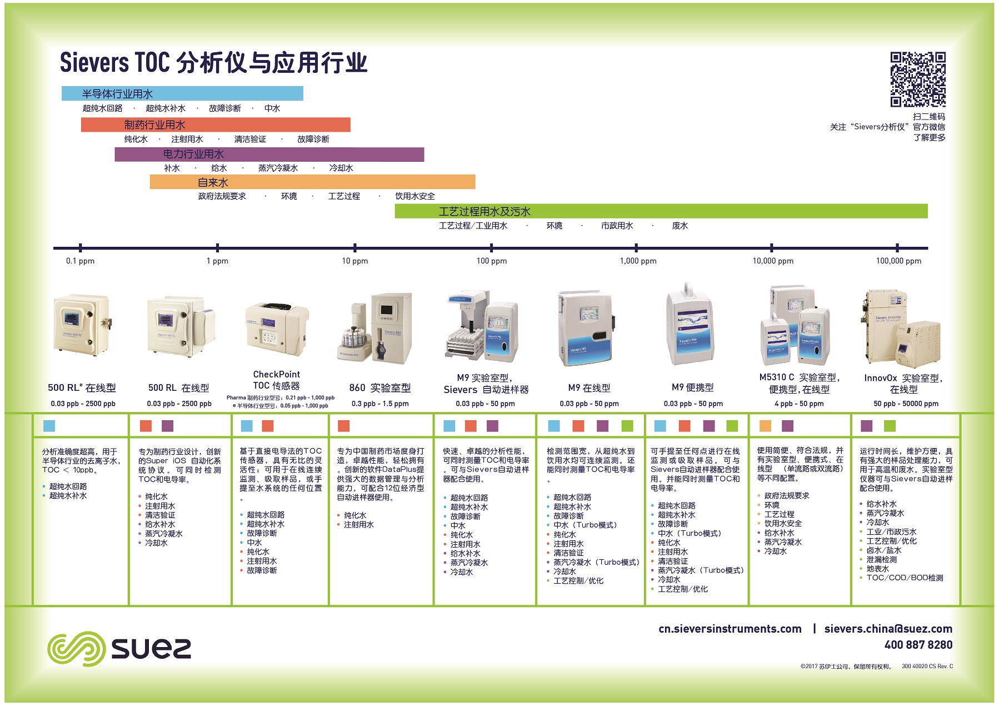 Sievers TOC 分析仪与应用行业
半导体行业用水
超纯水回路 · 超纯水补水 · 故障诊断 · 中水
制药行业用水
纯化水 · 注射用水 · 清洁验证 · 故障诊断
电力行业用水
补水 · 给水 · 蒸汽冷凝水 · 冷却水
自来水
政府法规要求 · 环境 · 工艺过程 · 饮用水安全
工艺过程用水及污水
工艺过程/工业用水 · 环境 · 市政用水 · 废水
扫二维码
关注“Sievers分析仪”官方微信
了解更多
0.1 ppm 1 ppm 10 ppm 100 ppm 1,000 ppm 10,000 ppm 100,000 ppm
500 RLe 在线型
0.03 ppb - 2500 ppb
500 RL 在线型
0.03 ppb - 2500 ppb
CheckPoint
TOC 传感器
Pharma 制药行业型号：0.21 ppb - 1,000 ppb
e 半导体行业型号：0.05 ppb - 1,000 ppb
860 实验室型
0.3 ppb - 1.5 ppm
M9 实验室型，
Sievers 自动进样器
0.03 ppb - 50 ppm
M9 在线型
0.03 ppb - 50 ppm
M9 便携型
0.03 ppb - 50 ppm
M5310 C 实验室型，
便携型，在线型
4 ppb - 50 ppm
InnovOx 实验室型，
在线型
50 ppb - 50000 ppm
分析准确度超高，用于
半导体行业的去离子水，
TOC < 10ppb。
• 超纯水回路
• 超纯水补水
专为制药行业设计，创新
的Super iOS 自动化系
统协议。可同时检测
TOC和电导率。
• 纯化水
• 注射用水
• 清洁验证
• 给水补水
• 蒸汽冷凝水
• 冷却水
基于直接电导法的TOC
传感器，具有无比的灵
活性；可用于在线连续
监测、吸取样品，或手
提至水系统的任何位置
。
• 超纯水回路
• 超纯水补水
• 故障诊断
• 中水
• 纯化水
• 注射用水
• 故障诊断
专为中国制药市场度身打
造，卓越性能，轻松拥有
。创新的软件DataPlus提
供强大的数据管理与分析
能力。可配合12位经济型
自动进样器使用。
• 纯化水
• 注射用水
快速、卓越的分析性能，
可同时测量TOC和电导率
。可与Sievers自动进样
器配合使用。
• 超纯水回路
• 超纯水补水
• 故障诊断
• 中水
• 纯化水
• 注射用水
• 给水补水
• 蒸汽冷凝水
• 冷却水
检测范围宽，从超纯水到
饮用水均可连续监测。还
能同时测量TOC和电导率
。
• 超纯水回路
• 超纯水补水
• 故障诊断
• 中水（Turbo模式）
• 纯化水
• 注射用水
• 清洁验证
• 蒸汽冷凝水（Turbo模式）
• 冷却水
• 工艺控制/优化
可手提至任何点进行在线
监测或吸取样品。可与
Sievers自动进样器配合使
用。并能同时测量TOC和
电导率。
• 超纯水回路
• 超纯水补水
• 故障诊断
• 中水（Turbo模式）
• 纯化水
• 注射用水
• 清洁验证
• 蒸汽冷凝水（Turbo模式）
• 冷却水
• 工艺控制/优化
使用简便、符合法规，并
有实验室型、便携式、在
线型 （单流路或双流路）
等不同配置。
• 政府法规要求
• 环境
• 工艺过程
• 饮用水安全
• 给水补水
• 蒸汽冷凝水
• 冷却水
运行时间长，维护方便，具
有强大的样品处理能力，可
用于高温和废水。实验室型
仪器可与Sievers自动进样
配合使用。
• 给水补水
• 蒸汽冷凝水
• 冷却水
• 工业/市政污水
• 工艺控制/优化
• 卤水/盐水
• 泄漏检测
• 地表水
• TOC/COD/BOD检测
suez
cn.sieversinstruments.com | sievers.china@suez.com
400 887 8280
©2017 苏伊士公司。保留所有权利。 300 40020 CS Rev. C